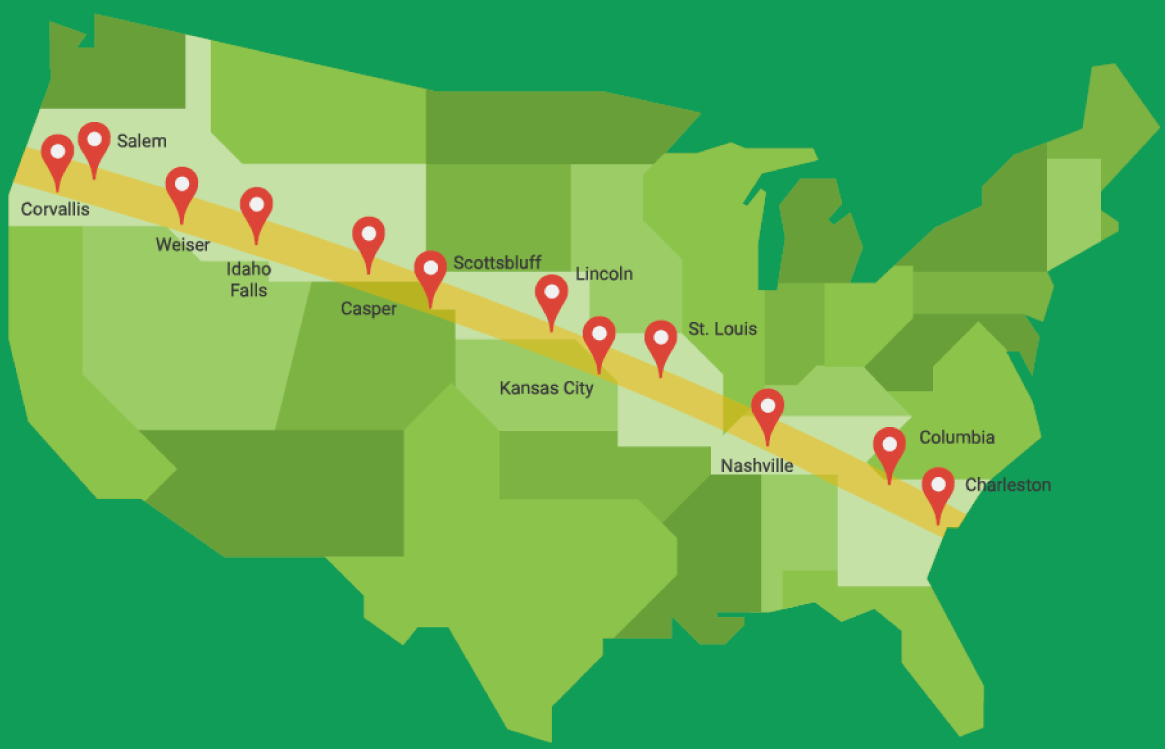 Salem
Corvallis
Weiser
Idaho
Falls
Casper
Scottsbluff
Lincoln
Kansas City
St. Louis
Nashville
Columbia
Charleston